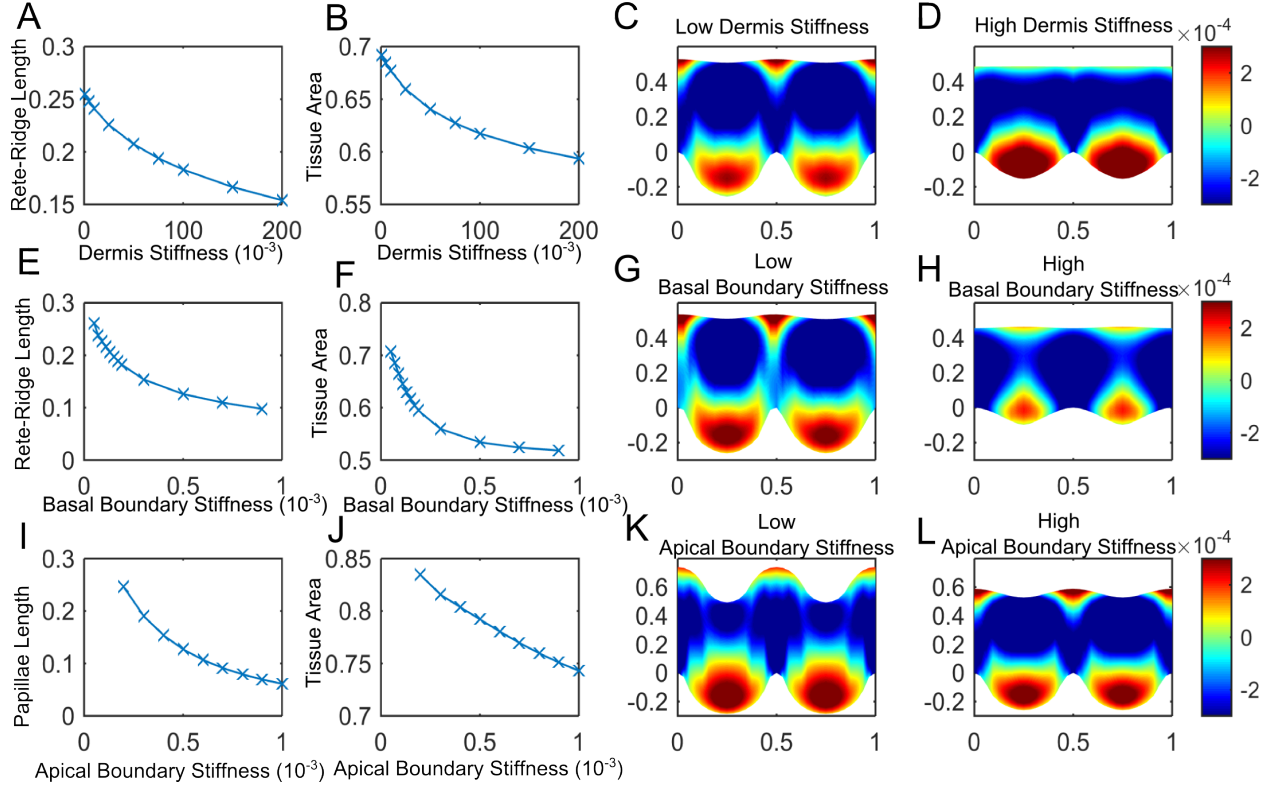 A
B
C
D
Low Dermis Stiffness
High Dermis Stiffness
×10⁻⁴
Rete-Ridge Length
0.3
0.25
0.2
0.15
0
100
200
Dermis Stiffness (10⁻³)
Tissue Area
0.7
0.65
0.6
0.55
0
100
200
Dermis Stiffness (10⁻³)
0.4
0.2
0
-0.2
0
0.5
1
0.4
0.2
0
-0.2
0
0.5
1
2
0
-2
E
F
G
H
Low
Basal Boundary Stiffness
High
Basal Boundary Stiffness
×10⁻⁴
Rete-Ridge Length
0.3
0.2
0.1
0
0
0.5
1
Basal Boundary Stiffness (10⁻³)
Tissue Area
0.8
0.7
0.6
0.5
0
0.5
1
Basal Boundary Stiffness (10⁻³)
0.4
0.2
0
-0.2
0
0.5
1
0.4
0.2
0
-0.2
0
0.5
1
2
0
-2
I
J
K
L
Low
Apical Boundary Stiffness
High
Apical Boundary Stiffness
×10⁻⁴
Papillae Length
0.3
0.2
0.1
0
0
0.5
1
Apical Boundary Stiffness (10⁻³)
Tissue Area
0.85
0.8
0.75
0.7
0
0.5
1
Apical Boundary Stiffness (10⁻³)
0.6
0.4
0.2
0
-0.2
0
0.5
1
0.6
0.4
0.2
0
-0.2
0
0.5
1
2
0
-2